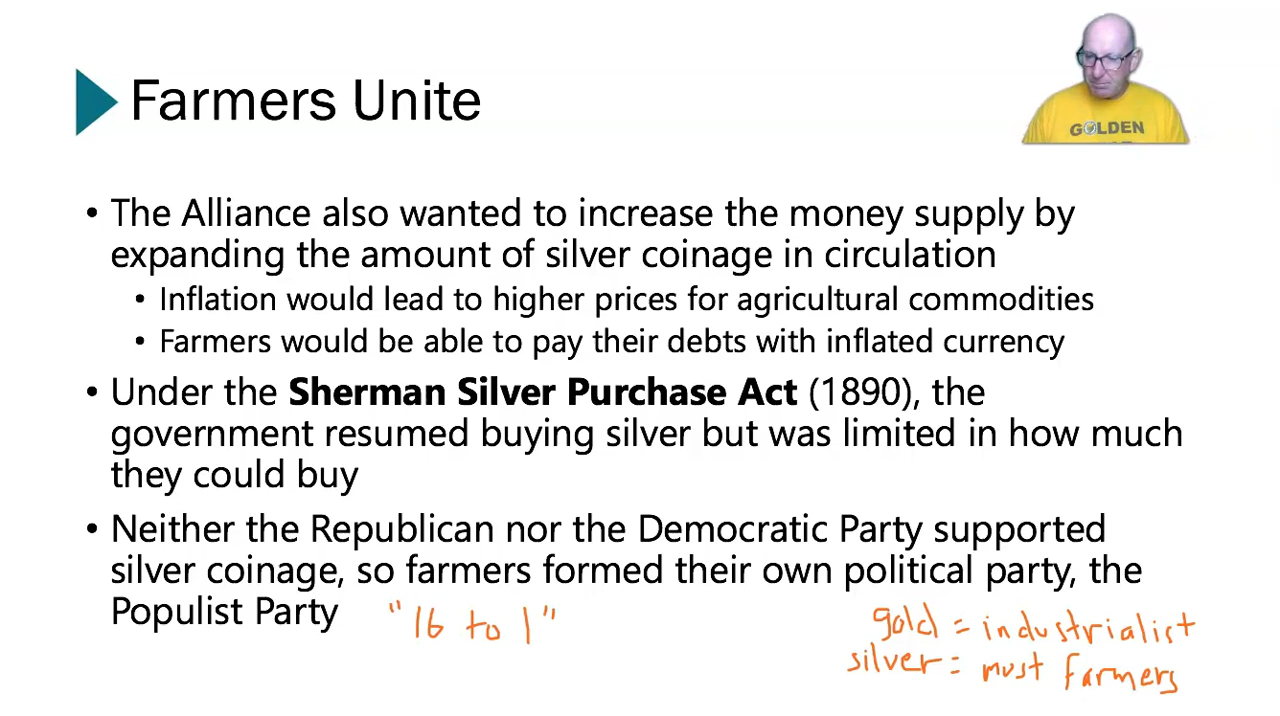 Farmers Unite
GOLDEN
• The Alliance also wanted to increase the money supply by
expanding the amount of silver coinage in circulation
• Inflation would lead to higher prices for agricultural commodities
• Farmers would be able to pay their debts with inflated currency
• Under the Sherman Silver Purchase Act (1890), the
government resumed buying silver but was limited in how much
they could buy
• Neither the Republican nor the Democratic Party supported
silver coinage, so farmers formed their own political party, the
Populist Party
"16 to 1"
gold = industrialist
silver = most farmers